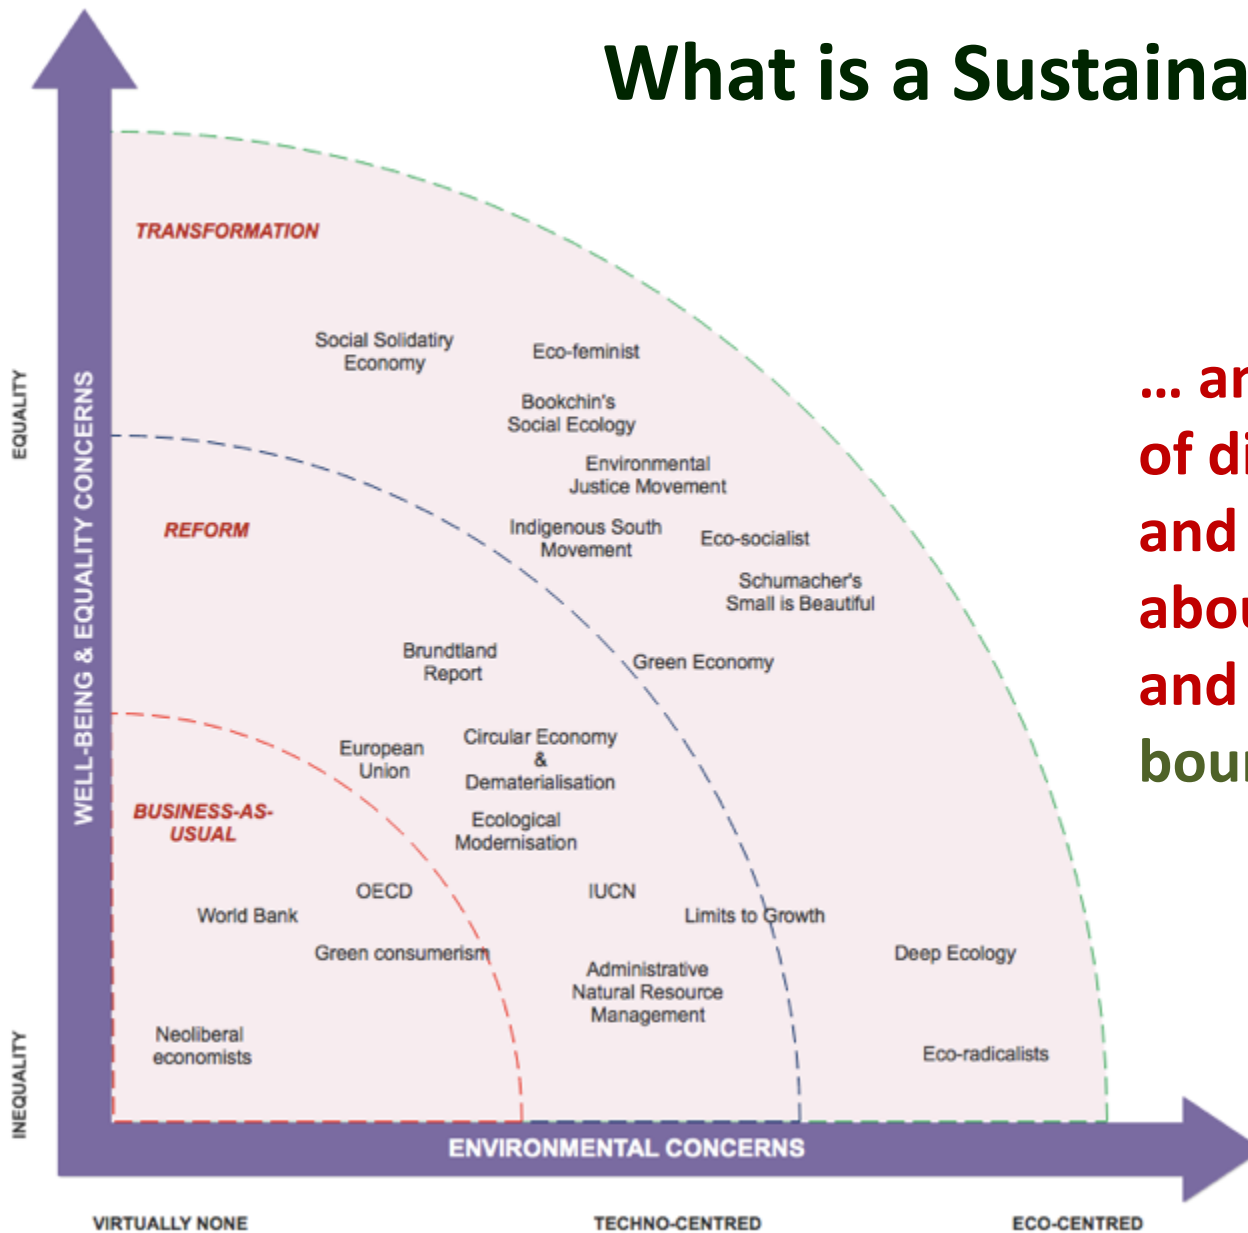 What is a Sustaina
TRANSFORMATION
Social Solidatiry
Economy
Eco-feminist
Bookchin's
Social Ecology
Environmental
Justice Movement
Indigenous South
Movement
Eco-socialist
Schumacher's
Small is Beautiful
REFORM
Brundtland
Report
Green Economy
European
Union
Circular Economy
&
Dematerialisation
Ecological
Modernisation
BUSINESS-AS-
USUAL
OECD
IUCN
World Bank
Limits to Growth
Green consumerism
Deep Ecology
Administrative
Natural Resource
Management
Neoliberal
economists
Eco-radicalists
EQUALITY
WELL-BEING & EQUALITY CONCERNS
INEQUALITY
ENVIRONMENTAL CONCERNS
VIRTUALLY NONE
TECHNO-CENTRED
ECO-CENTRED
... ar
of di
and
abou
and
boun